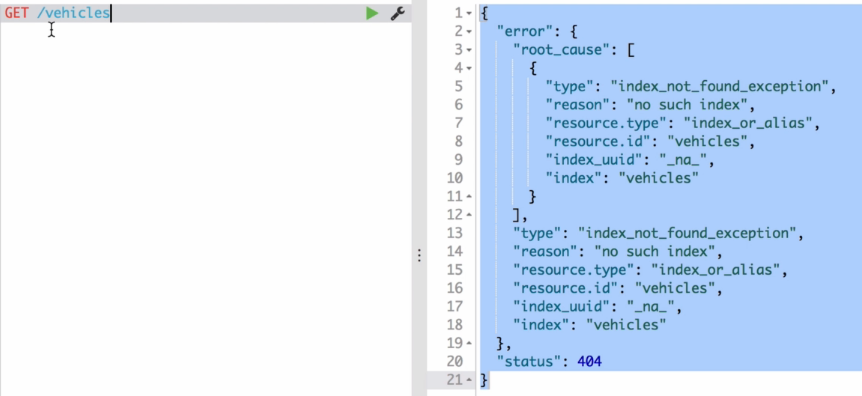 GET /vehicles
1 {
2 "error": {
3 "root_cause": [
4 {
5 "type": "index_not_found_exception",
6 "reason": "no such index",
7 "resource.type": "index_or_alias",
8 "resource.id": "vehicles",
9 "index_uuid": "_na_",
10 "index": "vehicles"
11 }
12 ],
13 "type": "index_not_found_exception",
14 "reason": "no such index",
15 "resource.type": "index_or_alias",
16 "resource.id": "vehicles",
17 "index_uuid": "_na_",
18 "index": "vehicles"
19 },
20 "status": 404
21 }